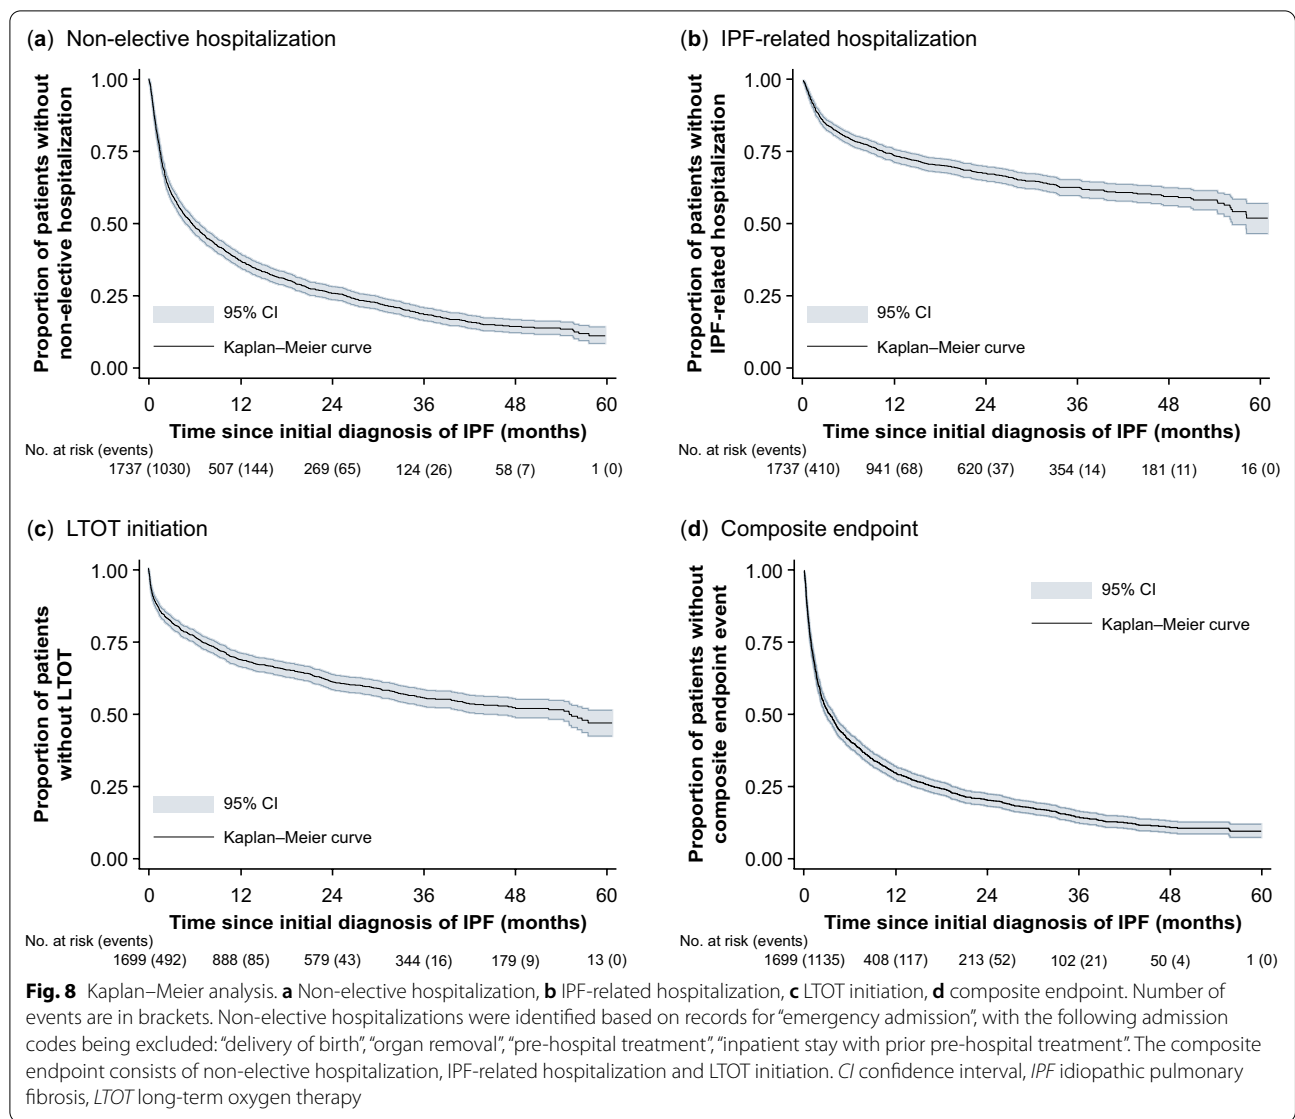 (a) Non-elective hospitalization
Proportion of patients without
non-elective hospitalization
1.00
0.75
0.50
0.25
0.00
95% CI
Kaplan–Meier curve
0 12 24 36 48 60
Time since initial diagnosis of IPF (months)
No. at risk (events)
1737 (1030) 507 (144) 269 (65) 124 (26) 58 (7) 1 (0)
(b) IPF-related hospitalization
Proportion of patients without
IPF-related hospitalization
1.00
0.75
0.50
0.25
0.00
95% CI
Kaplan–Meier curve
0 12 24 36 48 60
Time since initial diagnosis of IPF (months)
No. at risk (events)
1737 (410) 941 (68) 620 (37) 354 (14) 181 (11) 16 (0)
(c) LTOT initiation
Proportion of patients
without LTOT
1.00
0.75
0.50
0.25
0.00
95% CI
Kaplan–Meier curve
0 12 24 36 48 60
Time since initial diagnosis of IPF (months)
No. at risk (events)
1699 (492) 888 (85) 579 (43) 344 (16) 179 (9) 13 (0)
(d) Composite endpoint
Proportion of patients without
composite endpoint event
1.00
0.75
0.50
0.25
0.00
95% CI
Kaplan–Meier curve
0 12 24 36 48 60
Time since initial diagnosis of IPF (months)
No. at risk (events)
1699 (1135) 408 (117) 213 (52) 102 (21) 50 (4) 1 (0)
Fig. 8 Kaplan–Meier analysis. a Non-elective hospitalization, b IPF-related hospitalization, c LTOT initiation, d composite endpoint. Number of
events are in brackets. Non-elective hospitalizations were identified based on records for “emergency admission”, with the following admission
codes being excluded: “delivery of birth”, “organ removal”, “pre-hospital treatment”, “inpatient stay with prior pre-hospital treatment”. The composite
endpoint consists of non-elective hospitalization, IPF-related hospitalization and LTOT initiation. CI confidence interval, IPF idiopathic pulmonary
fibrosis, LTOT long-term oxygen therapy